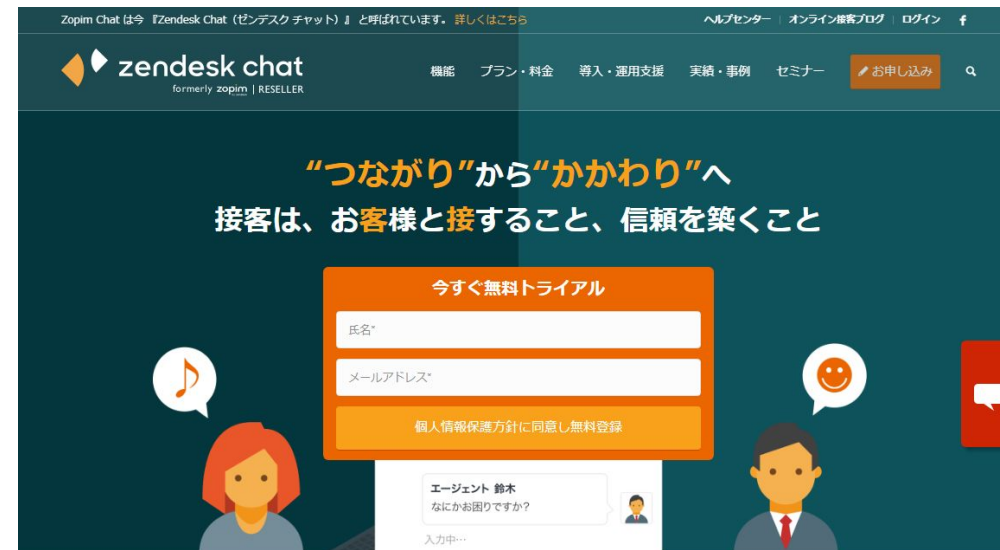 Zopim Chat は今 『Zendesk Chat（ゼンデスク チャット）』 と呼ばれています。詳しくはこちら
ヘルプセンター | オンライン接客ブログ | ログイン f
zendesk chat
formerly zopim | RESELLER
機能 プラン・料金 導入・運用支援 実績・事例 セミナー お申し込み
“つながり”から“かかわり”へ
接客は、お客様と接すること、信頼を築くこと
今すぐ無料トライアル
氏名*
メールアドレス*
個人情報保護方針に同意し無料登録
エージェント 鈴木
なにかお困りですか？
入力中…